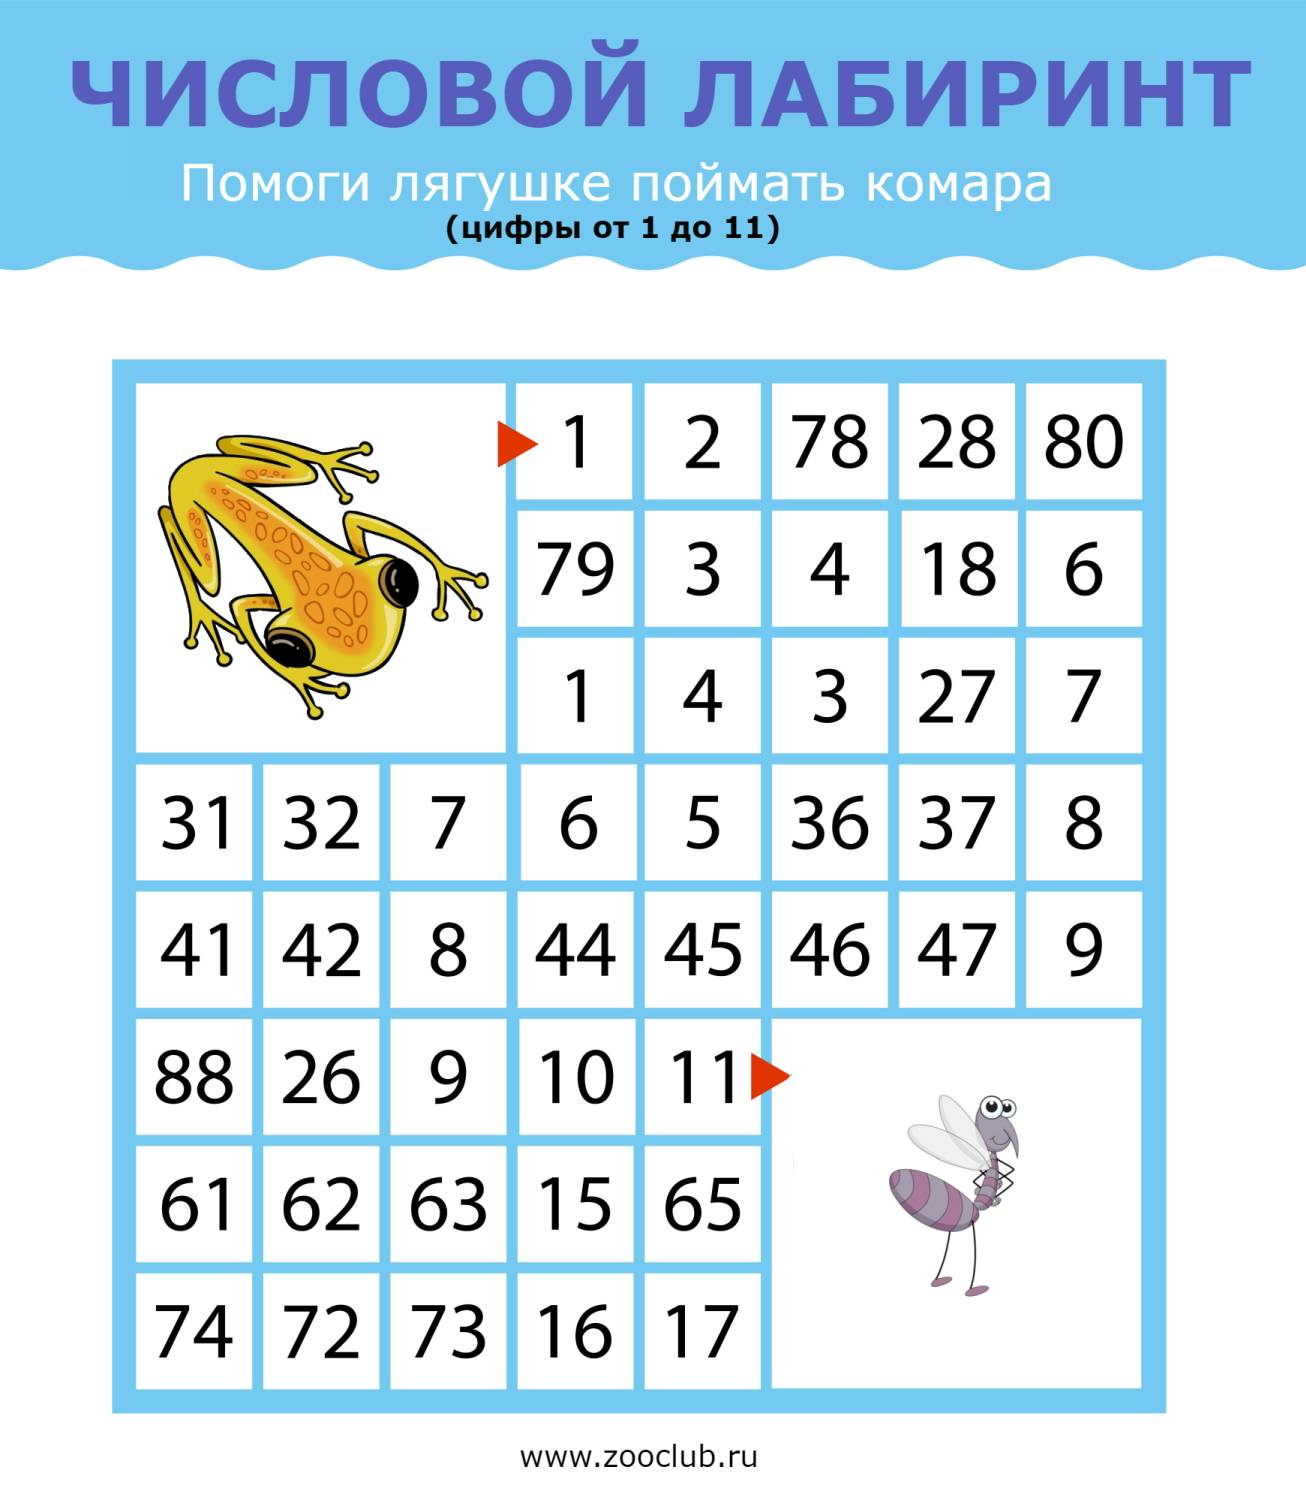 ЧИСЛОВОЙ ЛАБИРИНТ
Помоги лягушке поймать комара
(цифры от 1 до 11)
1 2 78 28 80
79 3 4 18 6
1 4 3 27 7
31 32 7 6 5 36 37 8
41 42 8 44 45 46 47 9
88 26 9 10 11
61 62 63 15 65
74 72 73 16 17
www.zooclub.ru